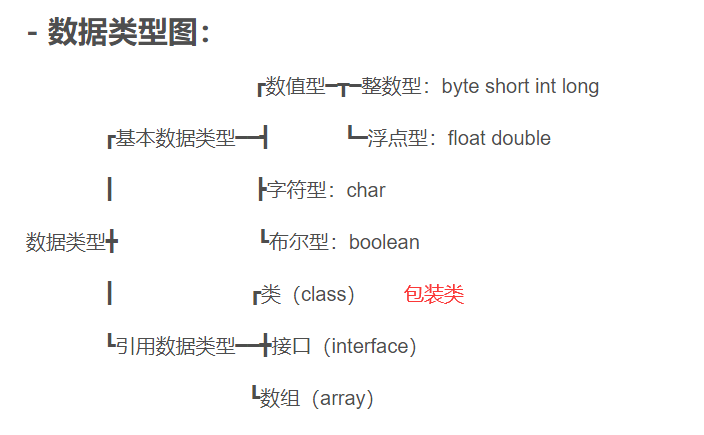 - 数据类型图：
┏数值型━┳━整数型：byte short int long
┏基本数据类型━━┫ ┗━浮点型：float double
┃ ┣字符型：char
数据类型╋ ┗布尔型：boolean
┃ ┏类（class） 包装类
┗引用数据类型━━╋接口（interface）
┗数组（array）